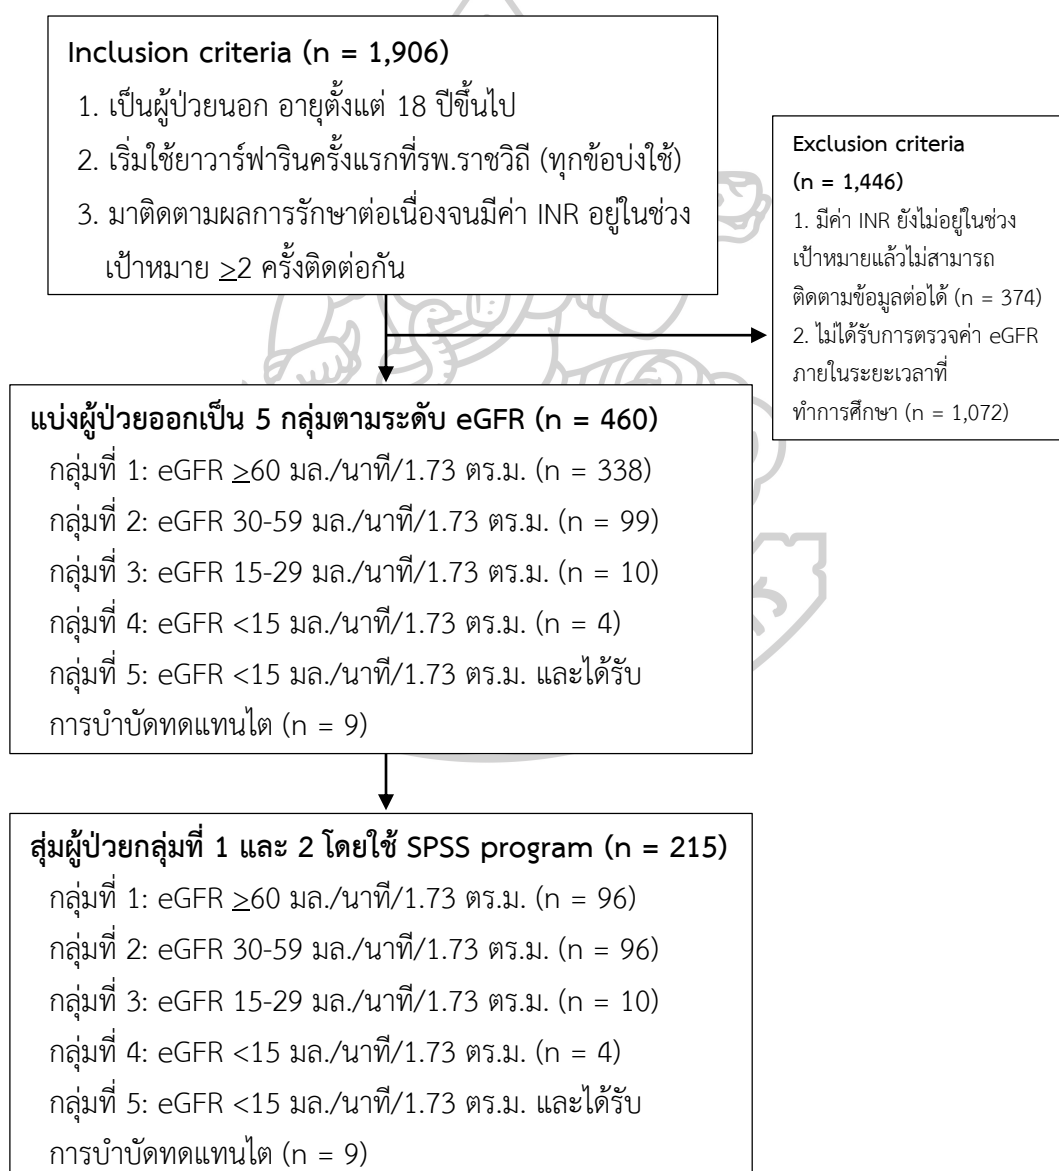 Inclusion criteria (n = 1,906)
1. เป็นผู้ป่วยนอก อายุตั้งแต่ 18 ปีขึ้นไป
2. เริ่มใช้ยาวาร์ฟารินครั้งแรกที่รพ.ราชวิถี (ทุกข้อบ่งใช้)
3. มาติดตามผลการรักษาต่อเนื่องจนมีค่า INR อยู่ในช่วง
เป้าหมาย ≥2 ครั้งติดต่อกัน
Exclusion criteria
(n = 1,446)
1. มีค่า INR ยังไม่อยู่ในช่วง
เป้าหมายแล้วไม่สามารถ
ติดตามข้อมูลต่อได้ (n = 374)
2. ไม่ได้รับการตรวจค่า eGFR
ภายในระยะเวลาที่
ทำการศึกษา (n = 1,072)
แบ่งผู้ป่วยออกเป็น 5 กลุ่มตามระดับ eGFR (n = 460)
กลุ่มที่ 1: eGFR ≥60 มล./นาที/1.73 ตร.ม. (n = 338)
กลุ่มที่ 2: eGFR 30-59 มล./นาที/1.73 ตร.ม. (n = 99)
กลุ่มที่ 3: eGFR 15-29 มล./นาที/1.73 ตร.ม. (n = 10)
กลุ่มที่ 4: eGFR <15 มล./นาที/1.73 ตร.ม. (n = 4)
กลุ่มที่ 5: eGFR <15 มล./นาที/1.73 ตร.ม. และได้รับ
การบำบัดทดแทนไต (n = 9)
สุ่มผู้ป่วยกลุ่มที่ 1 และ 2 โดยใช้ SPSS program (n = 215)
กลุ่มที่ 1: eGFR ≥60 มล./นาที/1.73 ตร.ม. (n = 96)
กลุ่มที่ 2: eGFR 30-59 มล./นาที/1.73 ตร.ม. (n = 96)
กลุ่มที่ 3: eGFR 15-29 มล./นาที/1.73 ตร.ม. (n = 10)
กลุ่มที่ 4: eGFR <15 มล./นาที/1.73 ตร.ม. (n = 4)
กลุ่มที่ 5: eGFR <15 มล./นาที/1.73 ตร.ม. และได้รับ
การบำบัดทดแทนไต (n = 9)